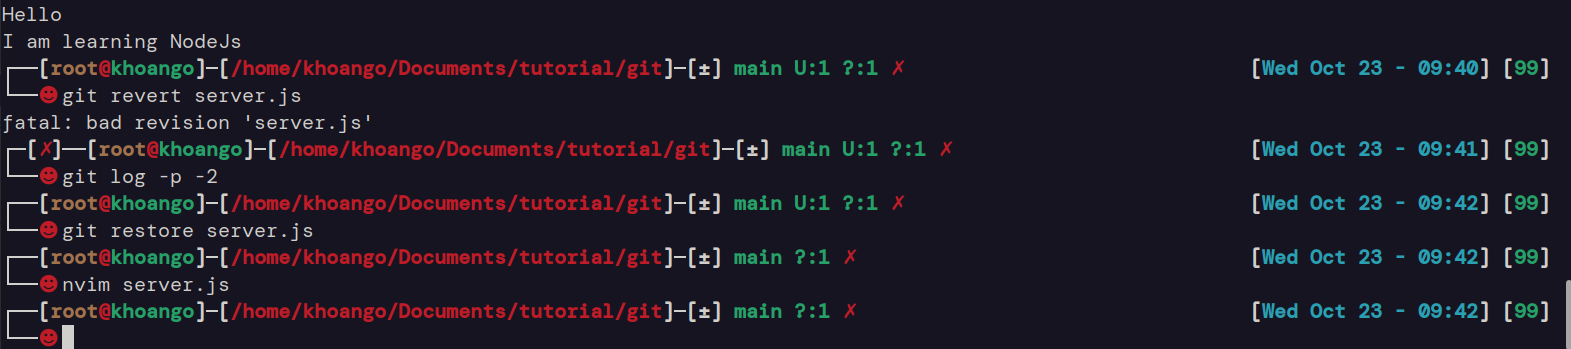 Hello
I am learning NodeJs
┌──[root@khoango]─[/home/khoango/Documents/tutorial/git]─[±] main U:1 ?:1 ✗ [Wed Oct 23 - 09:40] [99]
└──☻git revert server.js
fatal: bad revision 'server.js'
┌─[✗]──[root@khoango]─[/home/khoango/Documents/tutorial/git]─[±] main U:1 ?:1 ✗ [Wed Oct 23 - 09:41] [99]
└──☻git log -p -2
┌──[root@khoango]─[/home/khoango/Documents/tutorial/git]─[±] main U:1 ?:1 ✗ [Wed Oct 23 - 09:42] [99]
└──☻git restore server.js
┌──[root@khoango]─[/home/khoango/Documents/tutorial/git]─[±] main ?:1 ✗ [Wed Oct 23 - 09:42] [99]
└──☻nvim server.js
┌──[root@khoango]─[/home/khoango/Documents/tutorial/git]─[±] main ?:1 ✗ [Wed Oct 23 - 09:42] [99]
└──☻